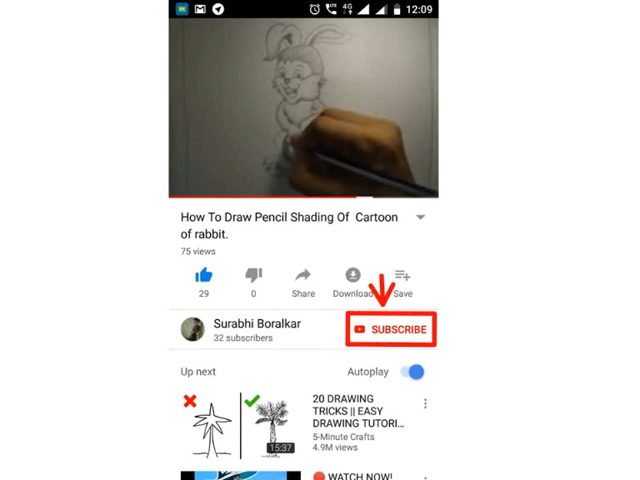 4G
LTE
12:09
How To Draw Pencil Shading Of Cartoon
of rabbit.
75 views
29
0
Share
Download
Save
Surabhi Boralkar
32 subscribers
SUBSCRIBE
Up next
Autoplay
15:37
20 DRAWING
TRICKS || EASY
DRAWING TUTORI...
5-Minute Crafts
4.9M views
WATCH NOW!